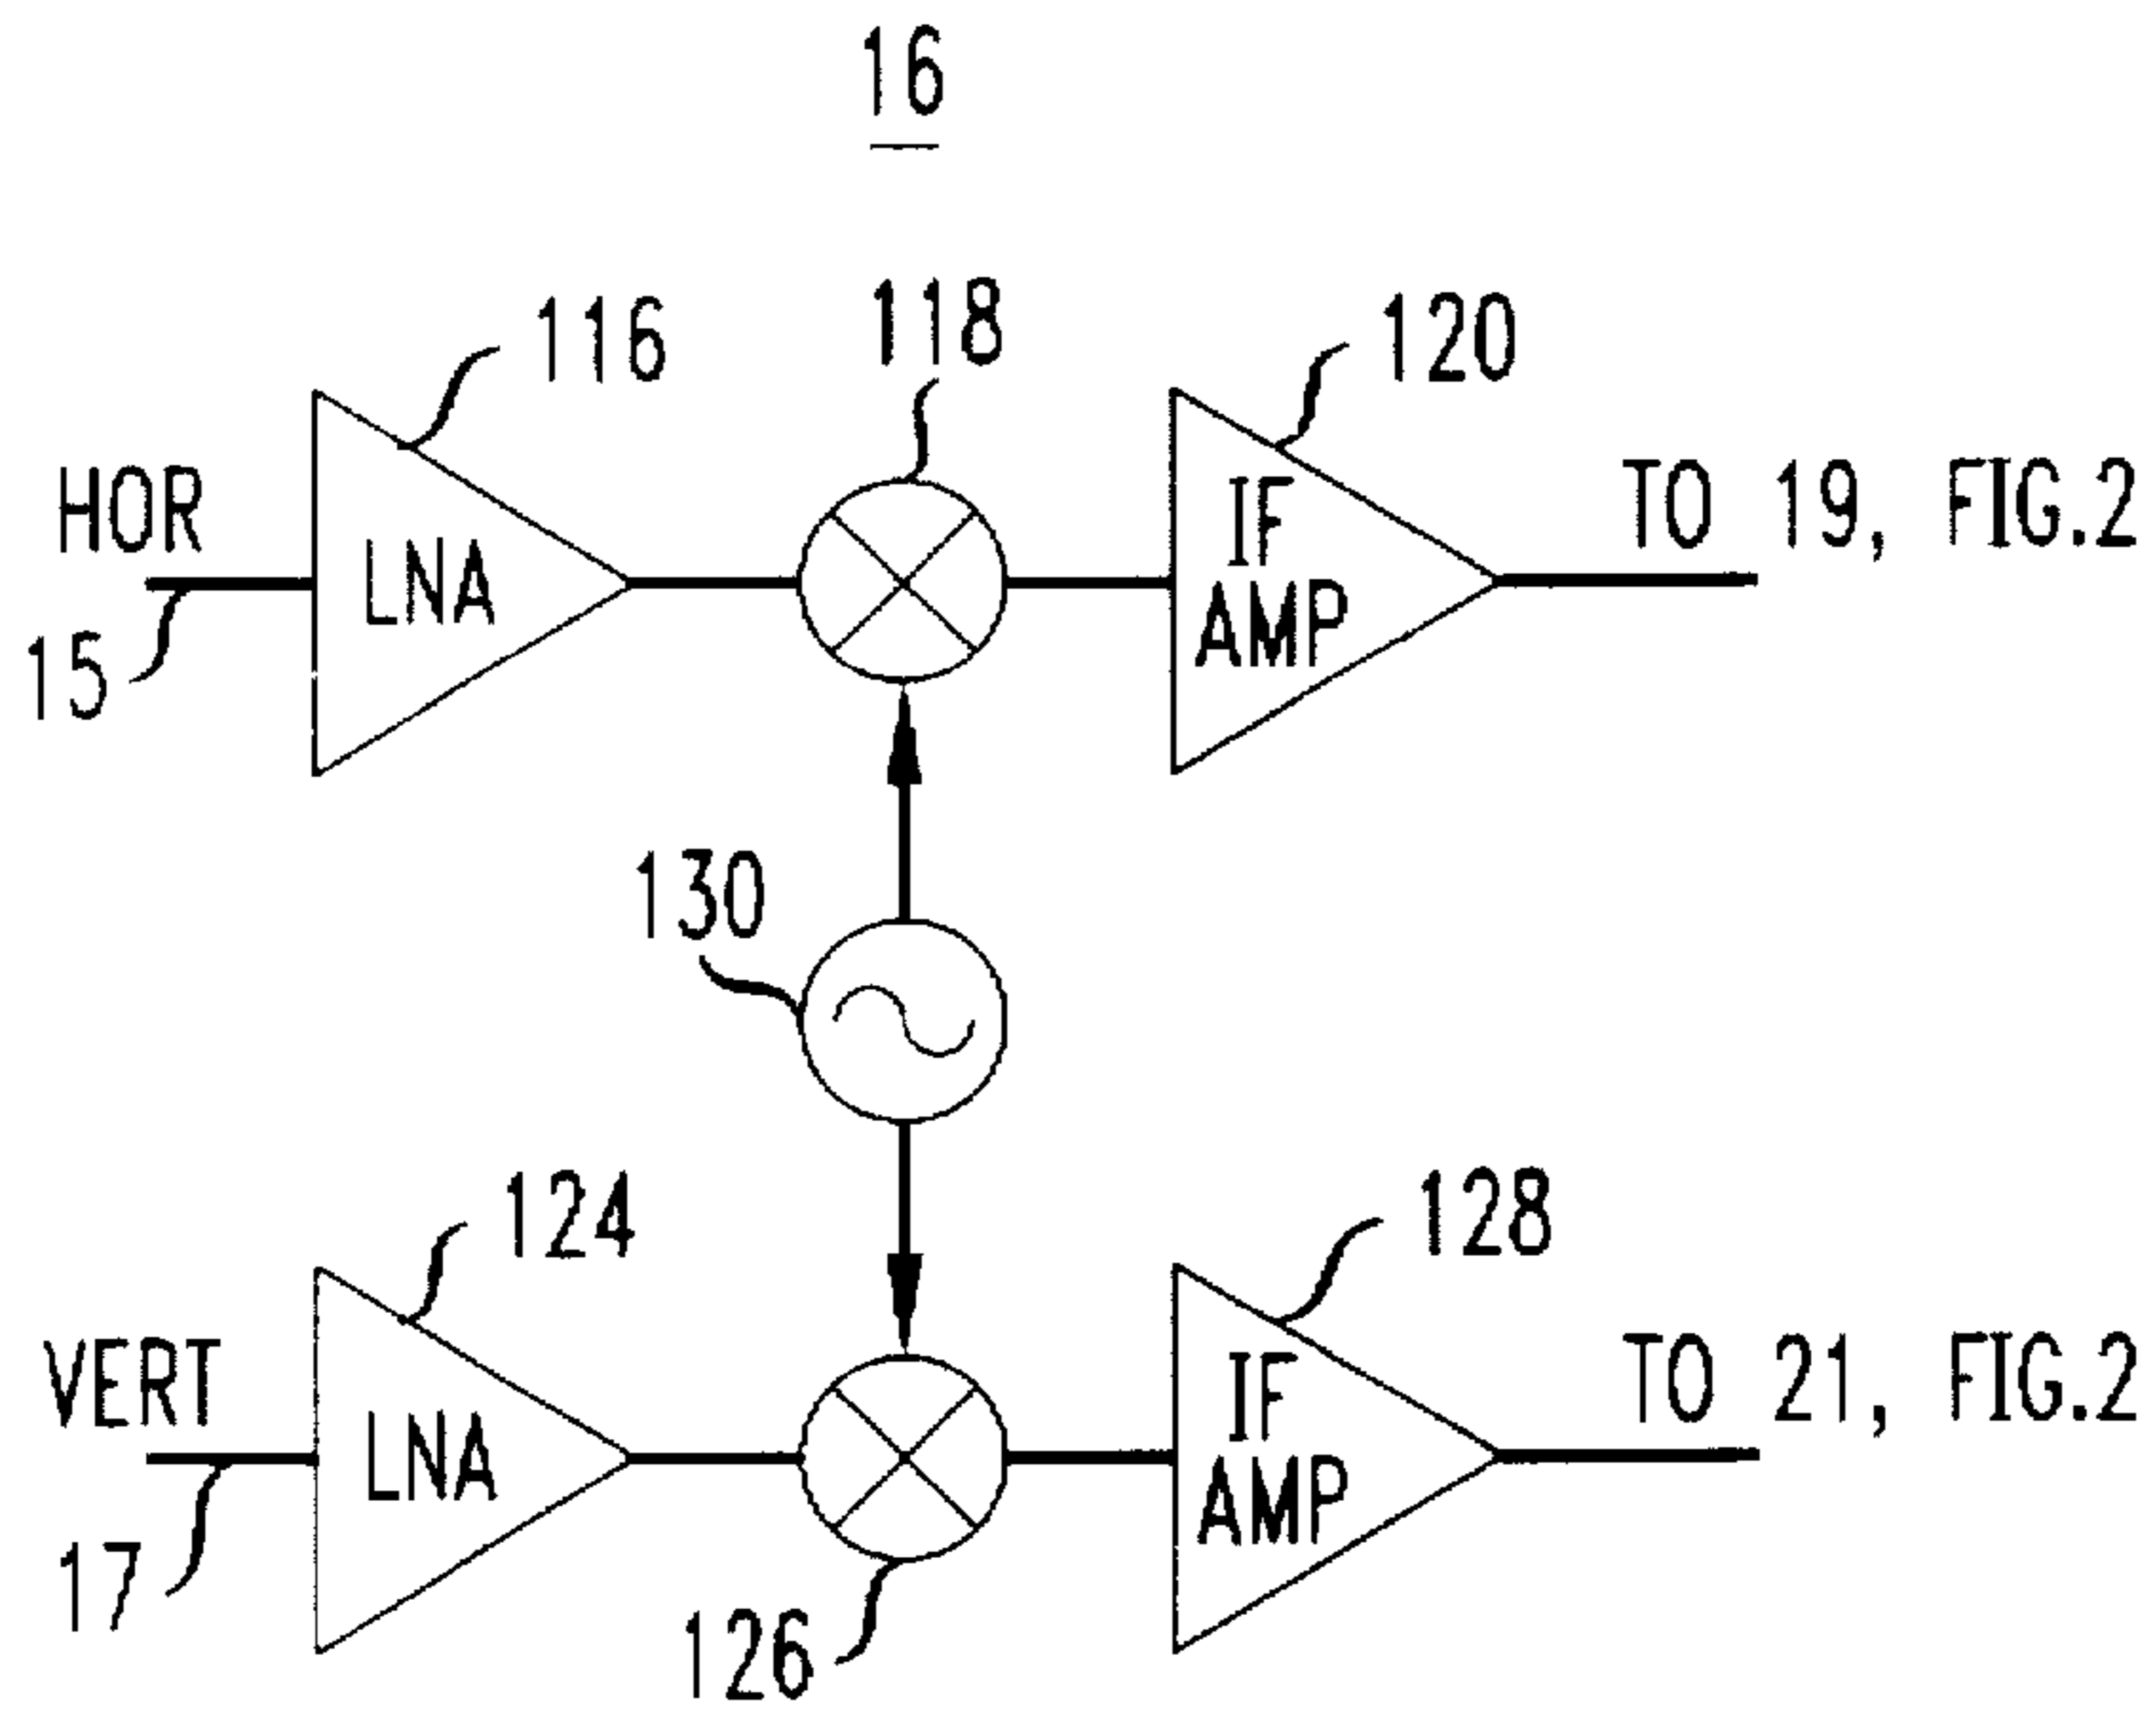 16
116
118
120
HOR
LNA
IF
AMP
TO 19, FIG.2
15
130
124
128
VERT
LNA
IF
AMP
TO 21, FIG.2
17
126